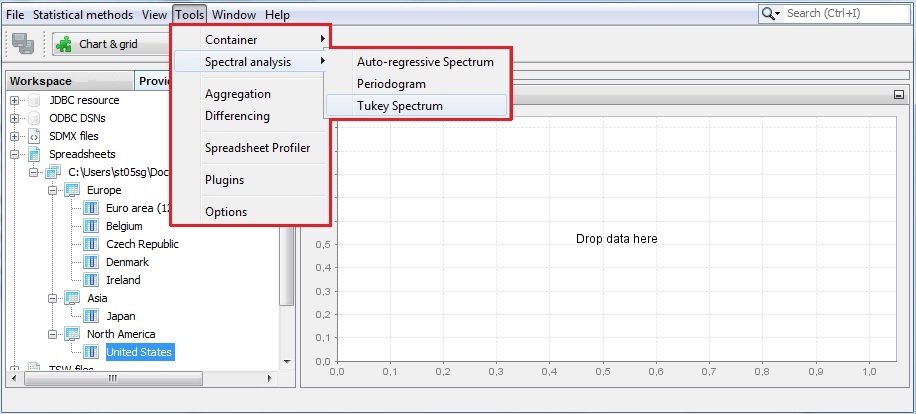 File Statistical methods View Tools Window Help
Search (Ctrl+I)
Chart & grid
Container
Spectral analysis
Aggregation
Differencing
Spreadsheet Profiler
Plugins
Options
Auto-regressive Spectrum
Periodogram
Tukey Spectrum
Workspace
JDBC resource
ODBC DSNs
SDMX files
Spreadsheets
C:\Users\st05sg\Doc
Europe
Euro area (12
Belgium
Czech Republic
Denmark
Ireland
Asia
Japan
North America
United States
TSW files
Drop data here
0,5
0,4
0,3
0,2
0,1
0,0
0,0 0,1 0,2 0,3 0,4 0,5 0,6 0,7 0,8 0,9 1,0